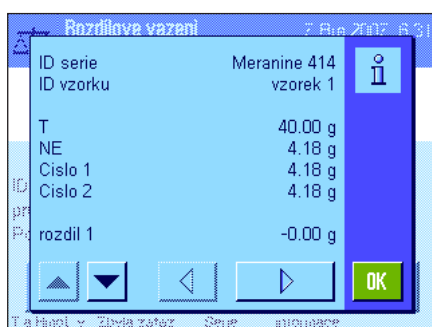 Rozdilove vazeni
ID serie Meranine 414
ID vzorku vzorek 1
T 40.00 g
NE 4.18 g
Cislo 1 4.18 g
Cislo 2 4.18 g
rozdil 1 -0.00 g
OK